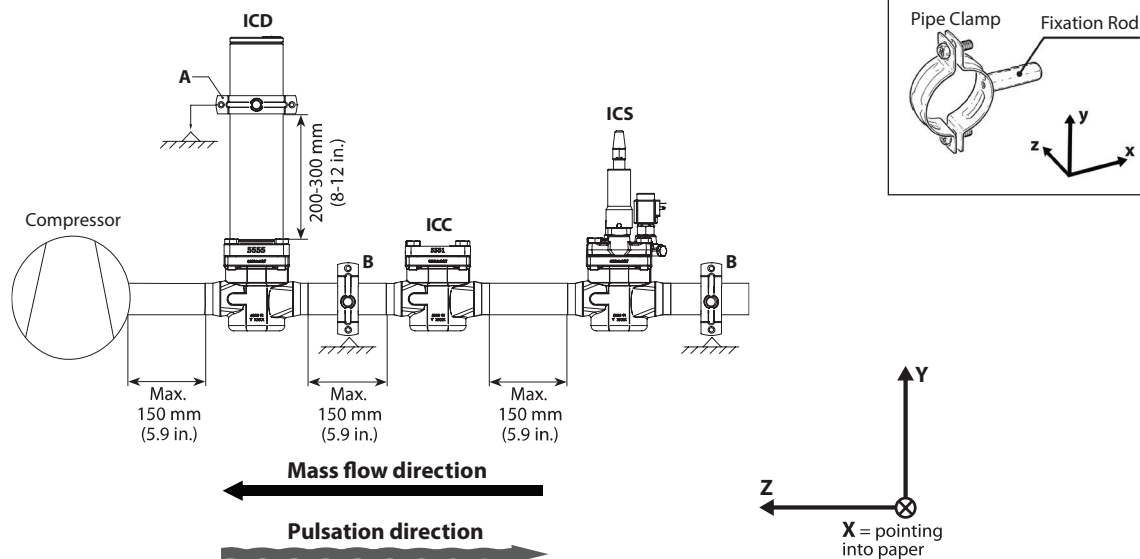 ICD
Pipe Clamp
Fixation Rod
A
y
z
x
200-300 mm
(8-12 in.)
ICS
Compressor
ICC
5555
5551
B
B
Max.
150 mm
(5.9 in.)
Max.
150 mm
(5.9 in.)
Max.
150 mm
(5.9 in.)
Mass flow direction
Pulsation direction
Y
Z
X = pointing
into paper